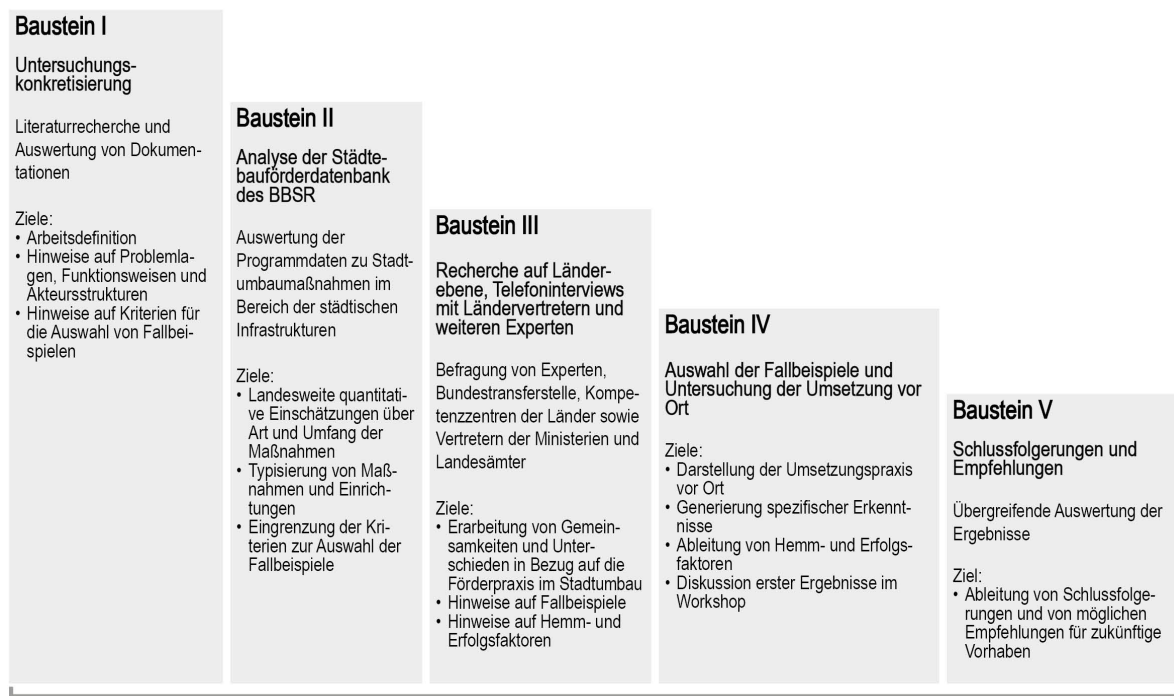 Baustein I
Untersuchungs-
konkretisierung
Literaturrecherche und
Auswertung von Dokumen-
tationen
Ziele:
• Arbeitsdefinition
• Hinweise auf Problemla-
gen, Funktionsweisen und
Akteursstrukturen
• Hinweise auf Kriterien für
die Auswahl von Fallbei-
spielen
Baustein II
Analyse der Städte-
bauförderdatenbank
des BBSR
Auswertung der
Programmdaten zu Stadt-
umbaumaßnahmen im
Bereich der städtischen
Infrastrukturen
Ziele:
• Landesweite quantitati-
ve Einschätzungen über
Art und Umfang der
Maßnahmen
• Typisierung von Maß-
nahmen und Einrich-
tungen
• Eingrenzung der Kri-
terien zur Auswahl der
Fallbeispiele
Baustein III
Recherche auf Länder-
ebene, Telefoninterviews
mit Ländervertretern und
weiteren Experten
Befragung von Experten,
Bundestransferstelle, Kompe-
tenzzentren der Länder sowie
Vertretern der Ministerien und
Landesämter
Ziele:
• Erarbeitung von Gemein-
samkeiten und Unter-
schieden in Bezug auf die
Förderpraxis im Stadtumbau
• Hinweise auf Fallbeispiele
• Hinweise auf Hemm- und
Erfolgsfaktoren
Baustein IV
Auswahl der Fallbeispiele und
Untersuchung der Umsetzung vor
Ort
Ziele:
• Darstellung der Umsetzungspraxis
vor Ort
• Generierung spezifischer Erkennt-
nisse
• Ableitung von Hemm- und Erfolgs-
faktoren
• Diskussion erster Ergebnisse im
Workshop
Baustein V
Schlussfolgerungen und
Empfehlungen
Übergreifende Auswertung der
Ergebnisse
Ziel:
• Ableitung von Schlussfolge-
rungen und von möglichen
Empfehlungen für zukünftige
Vorhaben